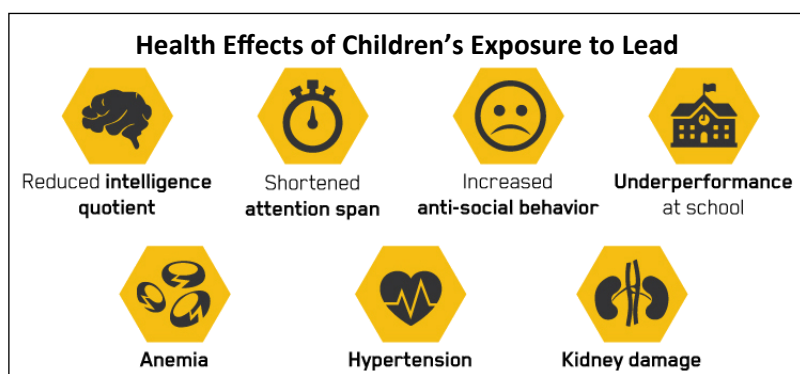 Health Effects of Children’s Exposure to Lead
Reduced intelligence
quotient
Shortened
attention span
Increased
anti-social behavior
Underperformance
at school
Anemia
Hypertension
Kidney damage